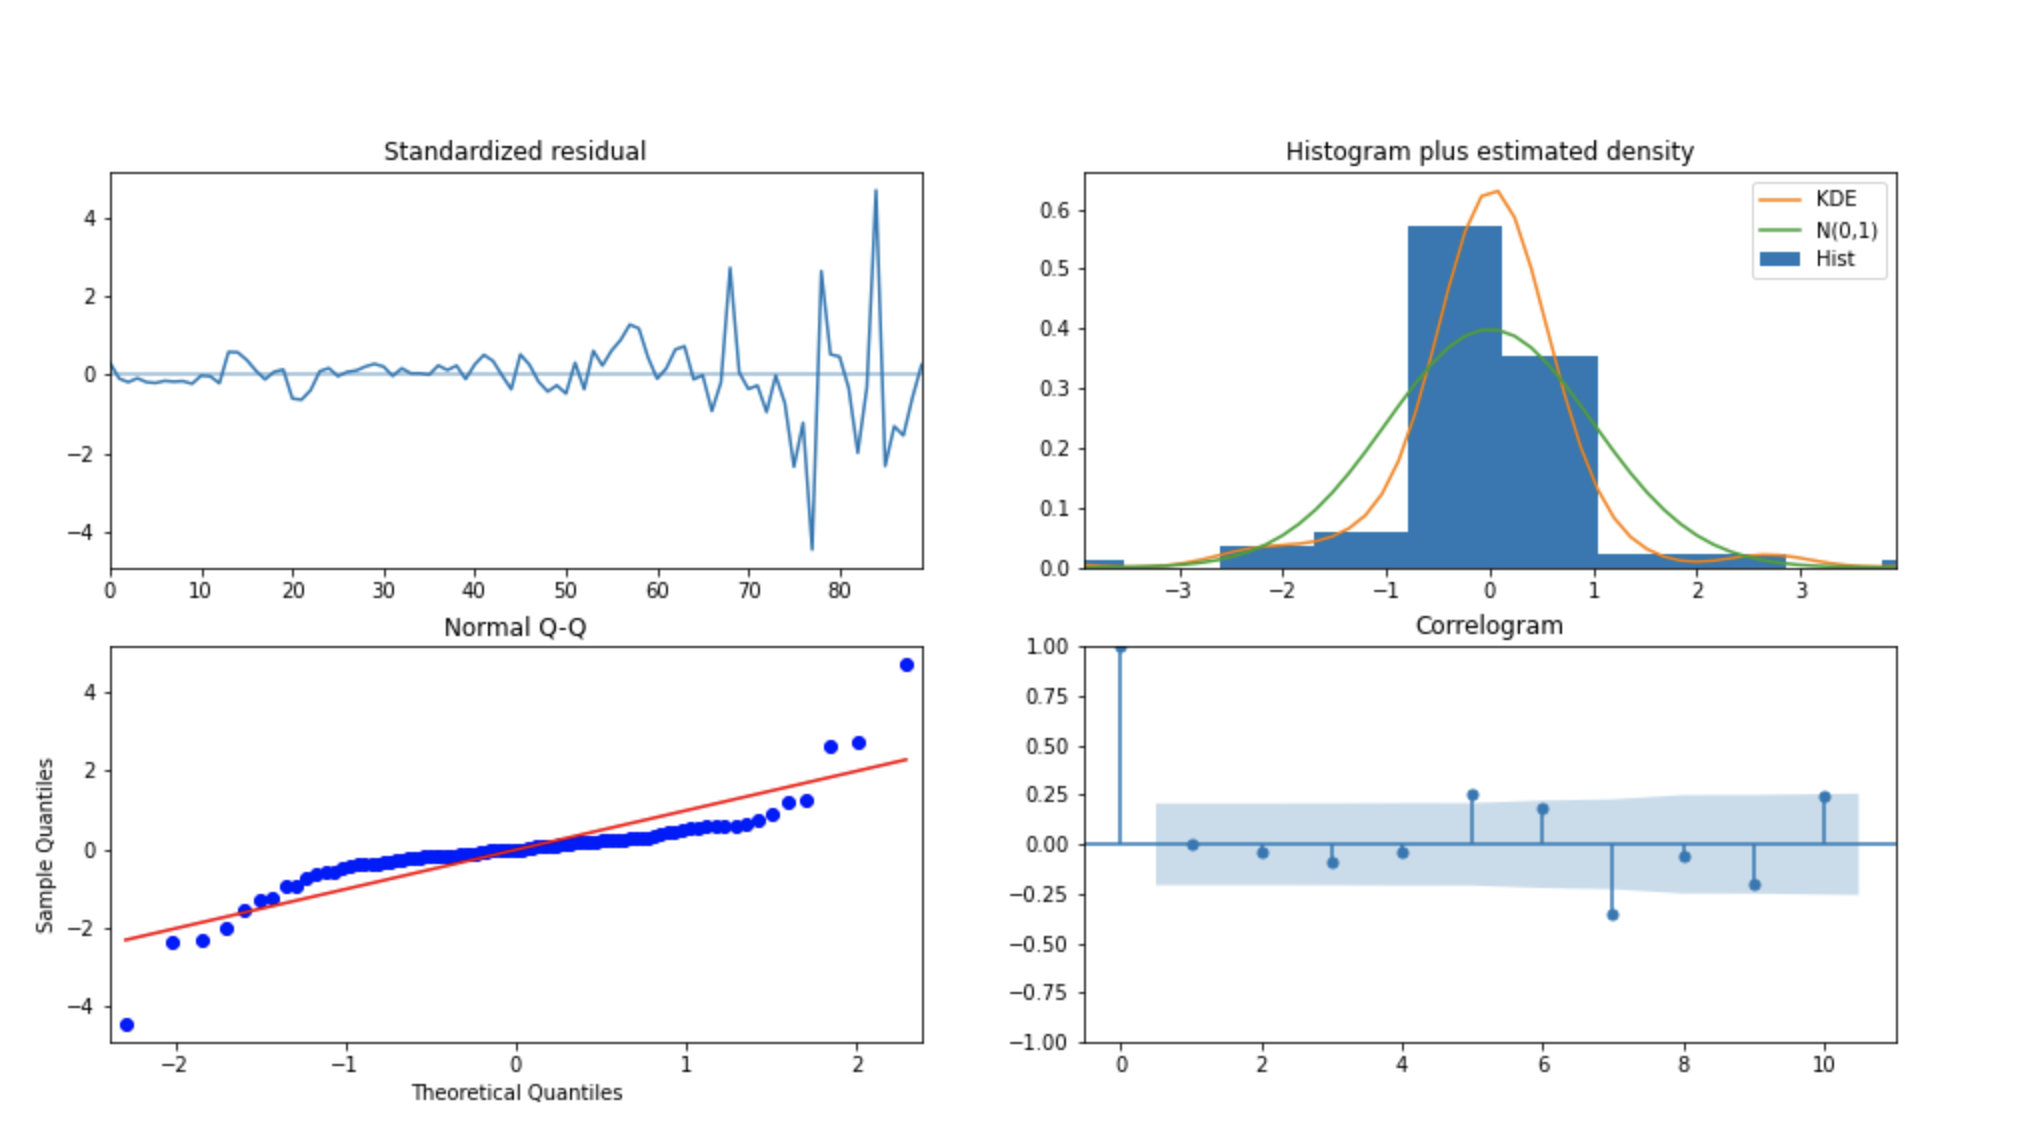 Standardized residual
4
2
0
−2
−4
0 10 20 30 40 50 60 70 80
Histogram plus estimated density
KDE
N(0,1)
Hist
0.6
0.5
0.4
0.3
0.2
0.1
0.0
−3 −2 −1 0 1 2 3
Normal Q-Q
Sample Quantiles
4
2
0
−2
−4
−2 −1 0 1 2
Theoretical Quantiles
Correlogram
1.00
0.75
0.50
0.25
0.00
−0.25
−0.50
−0.75
−1.00
0 2 4 6 8 10